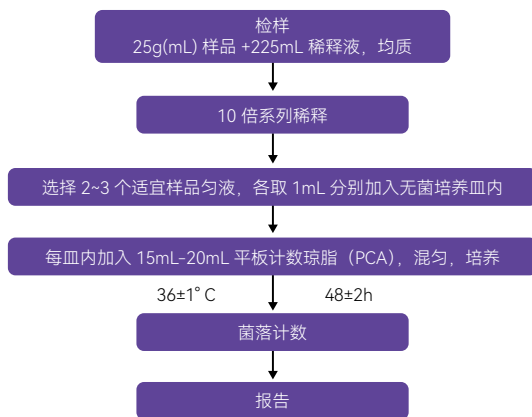 检样
25g(mL) 样品 +225mL 稀释液，均质
10 倍系列稀释
选择 2~3 个适宜样品匀液，各取 1mL 分别加入无菌培养皿内
每皿内加入 15mL-20mL 平板计数琼脂（PCA），混匀，培养
36±1° C 48±2h
菌落计数
报告